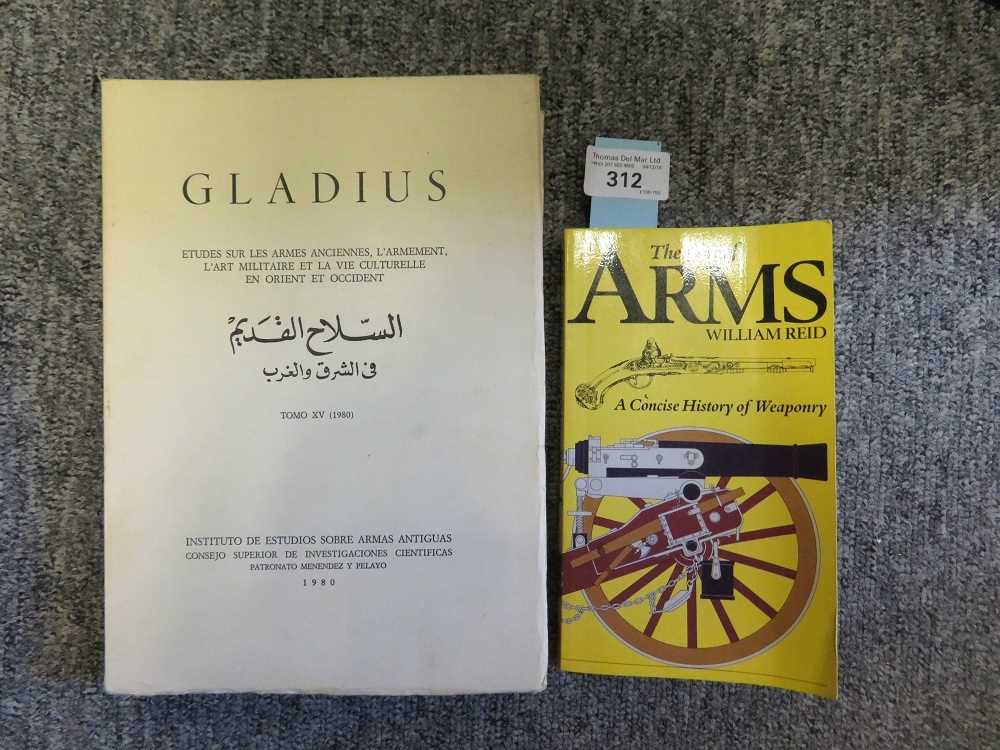 GLADIUS
ETUDES SUR LES ARMES ANCIENNES, L'ARMEMENT,
L'ART MILITAIRE ET LA VIE CULTURELLE
EN ORIENT ET OCCIDENT
السلاح القديم
في الشرق والغرب
TOMO XV (1980)
INSTITUTO DE ESTUDIOS SOBRE ARMAS ANTIGUAS
CONSEJO SUPERIOR DE INVESTIGACIONES CIENTIFICAS
PATRONATO MENENDEZ Y PELAYO
1980
Thomas Del Mar Ltd
312
The of
ARMS
WILLIAM REID
A Concise History of Weaponry